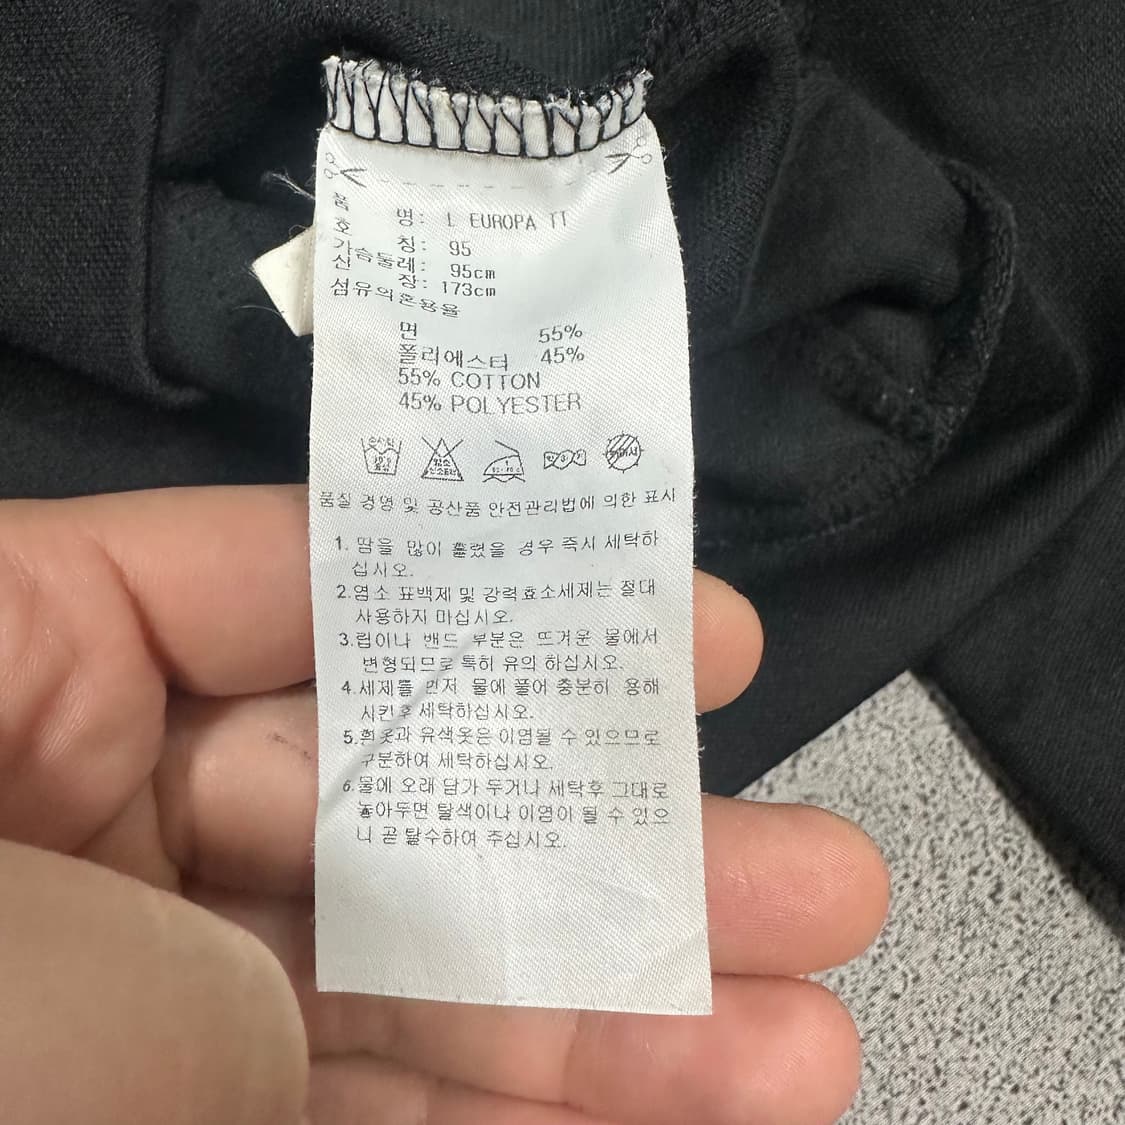 품 명: L EUROPA TT
호 칭: 95
가슴둘레: 95cm
신 장: 173cm
섬유의혼용율
면 55%
폴리에스터 45%
55% COTTON
45% POLYESTER
품질 경영 및 공산품 안전관리법에 의한 표시
1. 땀을 많이 흘렸을 경우 즉시 세탁하
십시오.
2.염소 표백제 및 강력효소세제는 절대
사용하지 마십시오.
3.립이나 밴드 부분은 뜨거운 물에서
변형되므로 특히 유의 하십시오.
4.세제를 먼저 물에 풀어 충분히 용해
시킨후 세탁하십시오.
5.흰옷과 유색옷은 이염될 수 있으므로
구분하여 세탁하십시오.
6.물에 오래 담가 두거나 세탁후 그대로
놓아두면 탈색이나 이염이 될 수 있으
니 곧 탈수하여 주십시오.